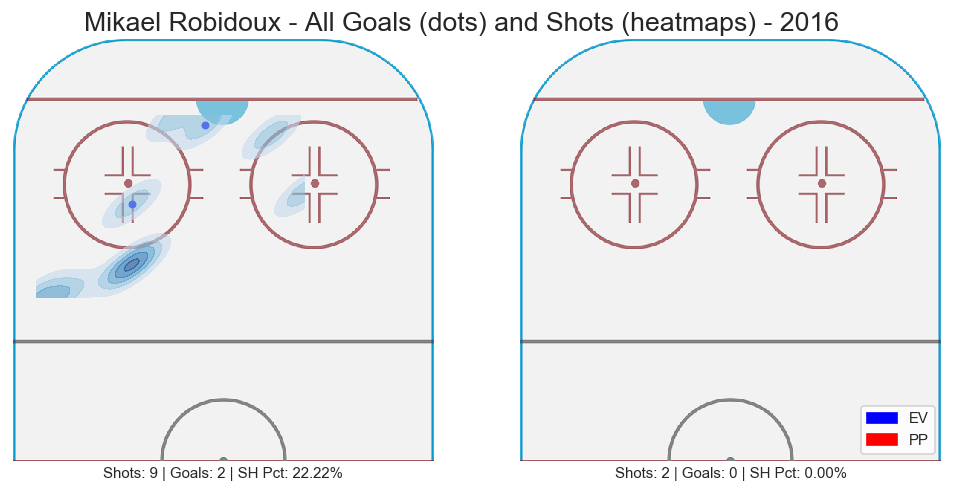 Mikael Robidoux - All Goals (dots) and Shots (heatmaps) - 2016
EV
PP
Shots: 9 | Goals: 2 | SH Pct: 22.22%
Shots: 2 | Goals: 0 | SH Pct: 0.00%